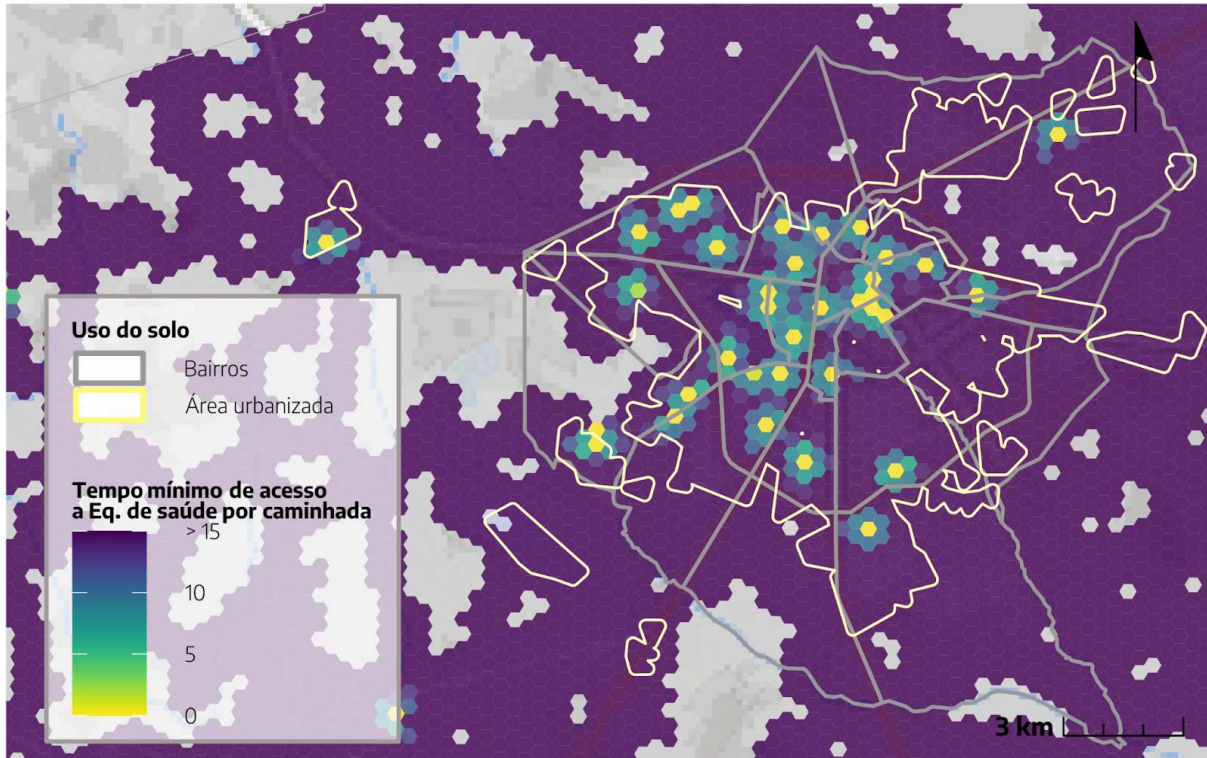 Uso do solo
Bairros
Área urbanizada
Tempo mínimo de acesso
a Eq. de saúde por caminhada
> 15
10
5
0
3 km